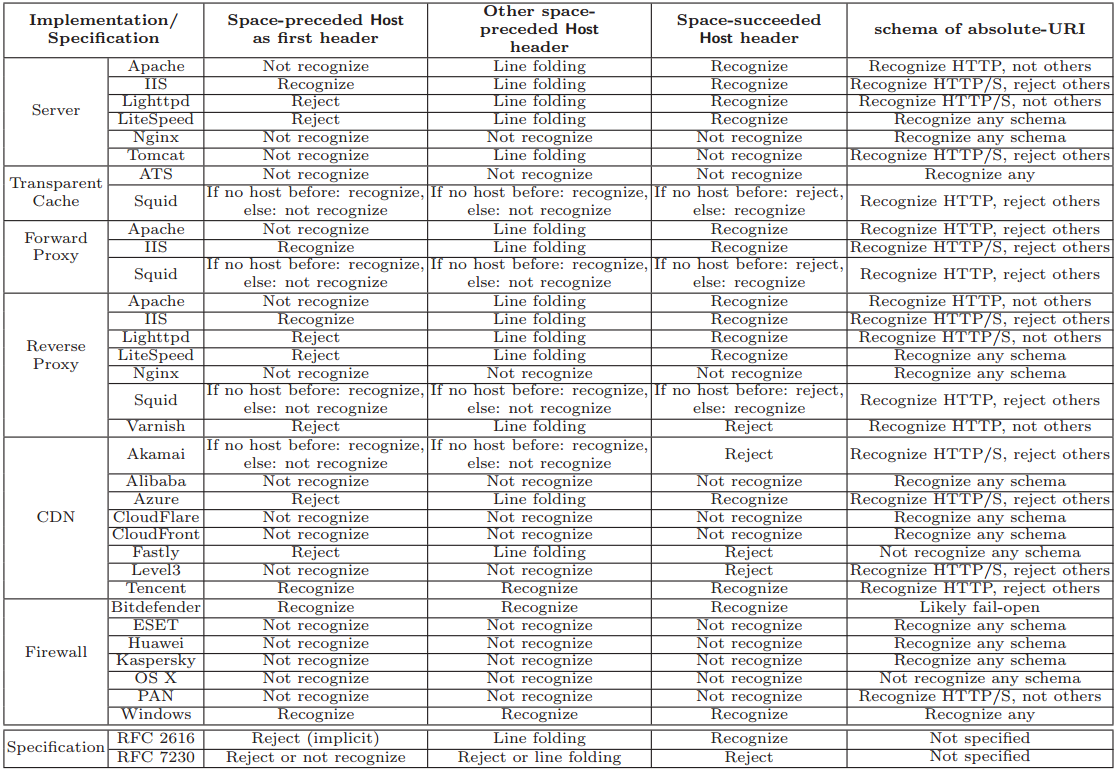 Implementation/ Specification | Space-preceded Host as first header | Other space-preceded Host header | Space-succeeded Host header | schema of absolute-URI
Server | Apache | Not recognize | Line folding | Recognize | Recognize HTTP, not others
IIS | Recognize | Line folding | Recognize | Recognize HTTP/S, reject others
Lighttpd | Reject | Line folding | Recognize | Recognize HTTP/S, not others
LiteSpeed | Reject | Line folding | Recognize | Recognize any schema
Nginx | Not recognize | Not recognize | Not recognize | Recognize any schema
Tomcat | Not recognize | Line folding | Not recognize | Recognize HTTP/S, reject others
Transparent Cache | ATS | Not recognize | Not recognize | Not recognize | Recognize any
Squid | If no host before: recognize, else: not recognize | If no host before: recognize, else: not recognize | If no host before: reject, else: recognize | Recognize HTTP, reject others
Forward Proxy | Apache | Not recognize | Line folding | Recognize | Recognize HTTP, reject others
IIS | Recognize | Line folding | Recognize | Recognize HTTP/S, reject others
Squid | If no host before: recognize, else: not recognize | If no host before: recognize, else: not recognize | If no host before: reject, else: recognize | Recognize HTTP, reject others
Reverse Proxy | Apache | Not recognize | Line folding | Recognize | Recognize HTTP, not others
IIS | Recognize | Line folding | Recognize | Recognize HTTP/S, reject others
Lighttpd | Reject | Line folding | Recognize | Recognize HTTP/S, not others
LiteSpeed | Reject | Line folding | Recognize | Recognize any schema
Nginx | Not recognize | Not recognize | Not recognize | Recognize any schema
Squid | If no host before: recognize, else: not recognize | If no host before: recognize, else: not recognize | If no host before: reject, else: recognize | Recognize HTTP, reject others
Varnish | Reject | Line folding | Reject | Recognize HTTP, not others
CDN | Akamai | If no host before: recognize, else: not recognize | If no host before: recognize, else: not recognize | Reject | Recognize HTTP/S, reject others
Alibaba | Not recognize | Not recognize | Not recognize | Recognize any schema
Azure | Reject | Line folding | Recognize | Recognize HTTP/S, reject others
CloudFlare | Not recognize | Not recognize | Not recognize | Recognize any schema
CloudFront | Not recognize | Not recognize | Not recognize | Recognize any schema
Fastly | Reject | Line folding | Reject | Not recognize any schema
Level3 | Not recognize | Not recognize | Reject | Recognize HTTP/S, reject others
Tencent | Recognize | Recognize | Recognize | Recognize HTTP, reject others
Firewall | Bitdefender | Recognize | Recognize | Recognize | Likely fail-open
ESET | Not recognize | Not recognize | Not recognize | Recognize any schema
Huawei | Not recognize | Not recognize | Not recognize | Recognize any schema
Kaspersky | Not recognize | Not recognize | Not recognize | Recognize any schema
OS X | Not recognize | Not recognize | Not recognize | Not recognize any schema
PAN | Not recognize | Not recognize | Not recognize | Recognize HTTP/S, not others
Windows | Recognize | Recognize | Recognize | Recognize any
Specification | RFC 2616 | Reject (implicit) | Line folding | Recognize | Not specified
RFC 7230 | Reject or not recognize | Reject or line folding | Reject | Not specified